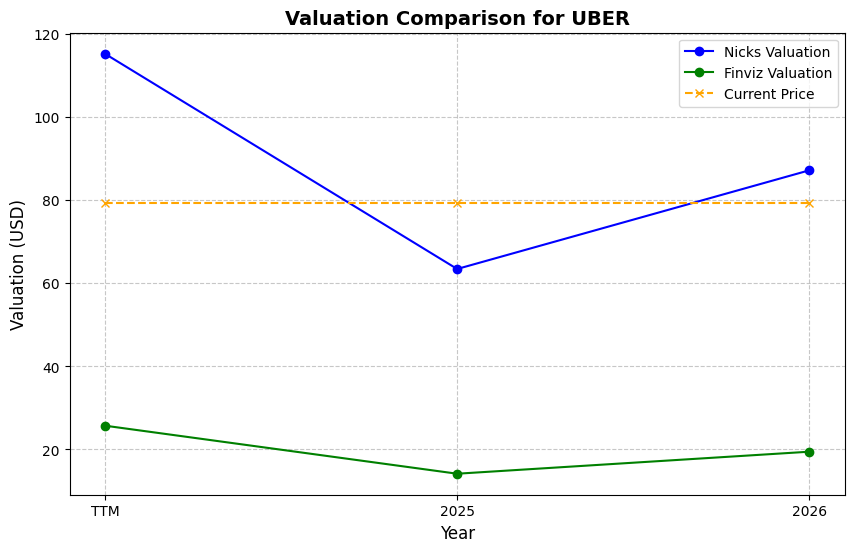 Valuation Comparison for UBER
Nicks Valuation
Finviz Valuation
Current Price
Valuation (USD)
120
100
80
60
40
20
TTM
2025
2026
Year